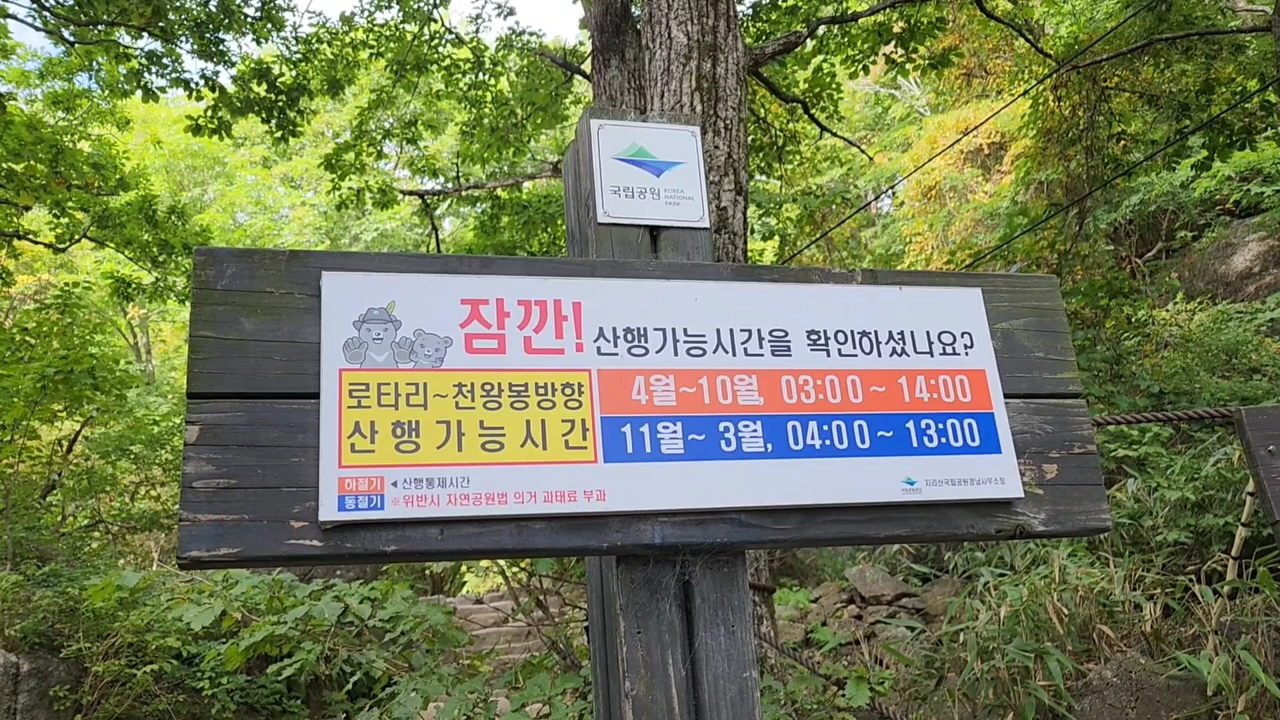 국립공원
KOREA
NATIONAL
PARK
잠깐! 산행가능시간을 확인하셨나요?
로타리~천왕봉방향
산행가능시간
4월~10월, 03:00 ~ 14:00
11월~ 3월, 04:00 ~ 13:00
하절기
동절기
◀ 산행통제시간
※위반시 자연공원법 의거 과태료 부과
지리산국립공원경남사무소장